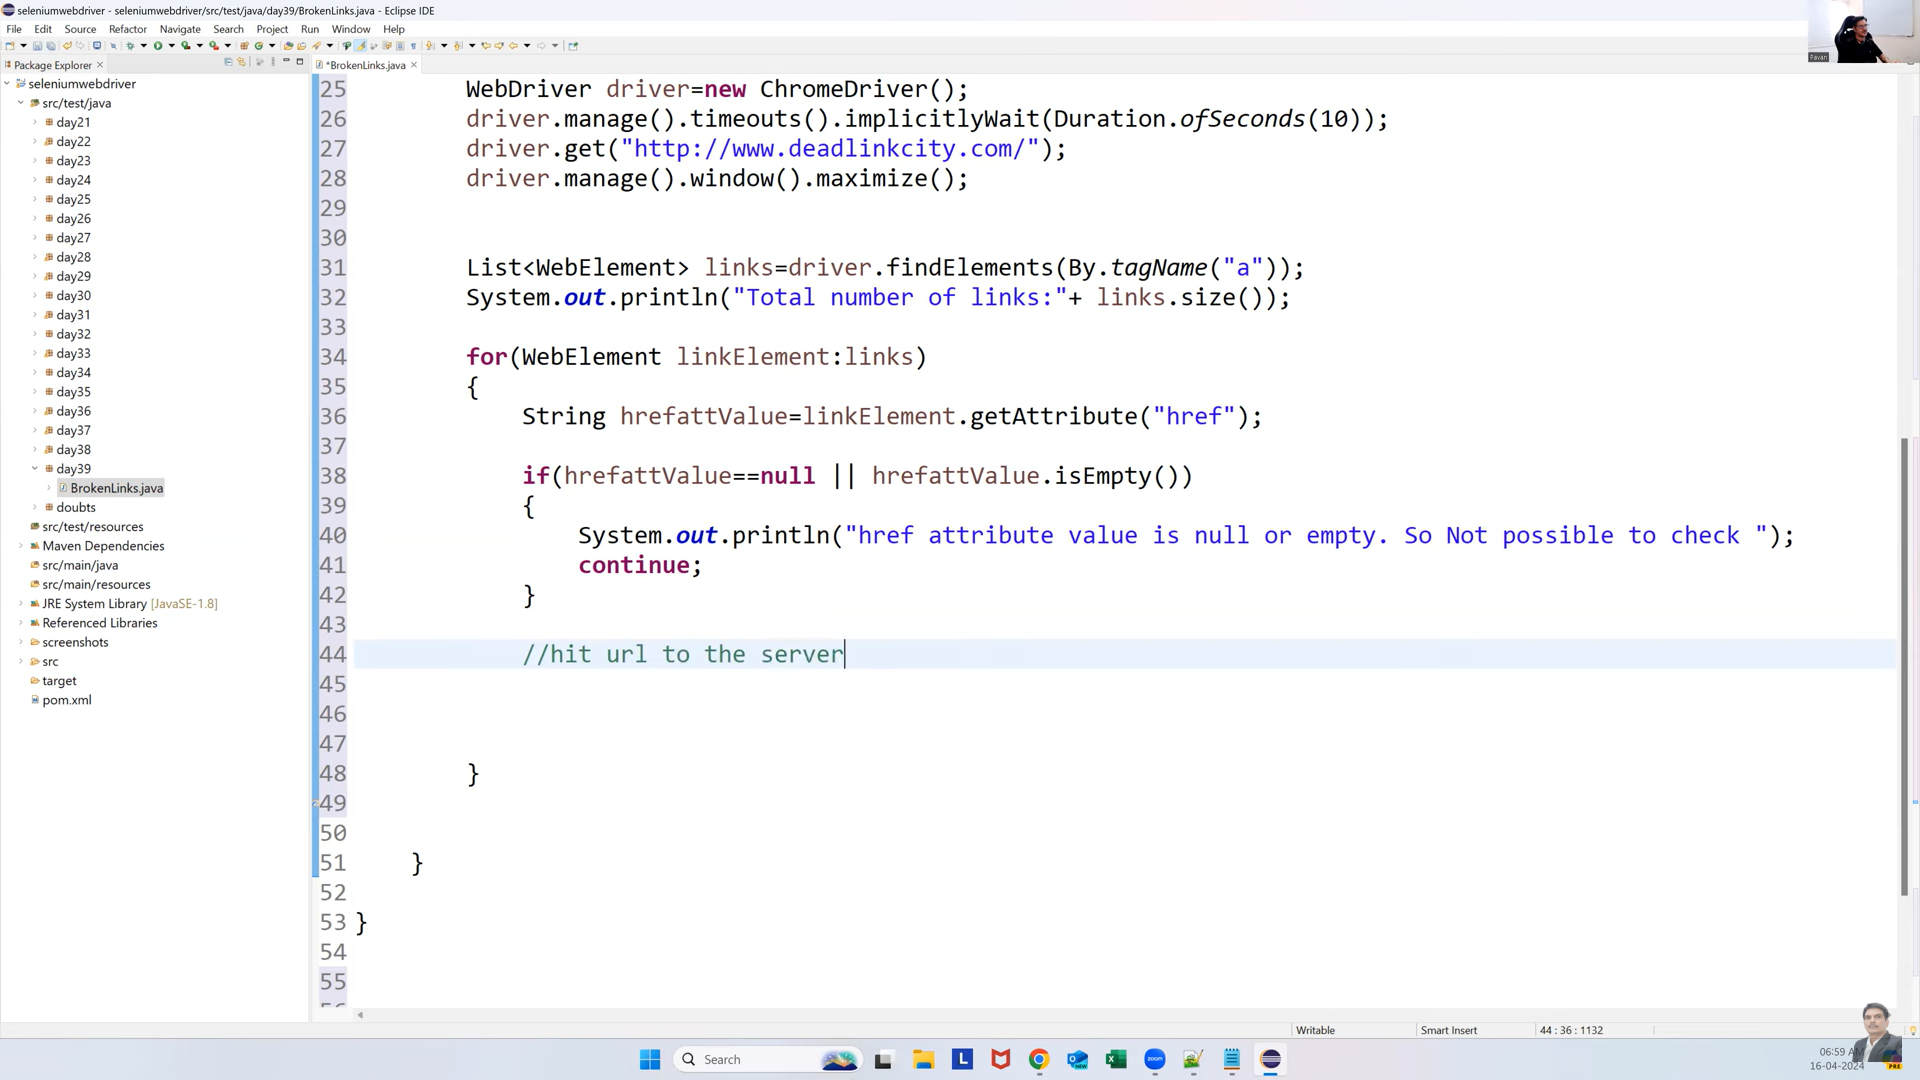 seleniumwebdriver - seleniumwebdriver/src/test/java/day39/BrokenLinks.java - Eclipse IDE
File Edit Source Refactor Navigate Search Project Run Window Help
Package Explorer
*BrokenLinks.java
seleniumwebdriver
src/test/java
day21
day22
day23
day24
day25
day26
day27
day28
day29
day30
day31
day32
day33
day34
day35
day36
day37
day38
day39
BrokenLinks.java
doubts
src/test/resources
Maven Dependencies
src/main/java
src/main/resources
JRE System Library [JavaSE-1.8]
Referenced Libraries
screenshots
src
target
pom.xml
25 WebDriver driver=new ChromeDriver();
26 driver.manage().timeouts().implicitlyWait(Duration.ofSeconds(10));
27 driver.get("http://www.deadlinkcity.com/");
28 driver.manage().window().maximize();
29
30
31 List<WebElement> links=driver.findElements(By.tagName("a"));
32 System.out.println("Total number of links:"+ links.size());
33
34 for(WebElement linkElement:links)
35 {
36 String hrefattValue=linkElement.getAttribute("href");
37
38 if(hrefattValue==null || hrefattValue.isEmpty())
39 {
40 System.out.println("href attribute value is null or empty. So Not possible to check ");
41 continue;
42 }
43
44 //hit url to the server
45
46
47
48 }
49
50
51 }
52
53 }
54
55
Pavan
Writable Smart Insert 44 : 36 : 1132
Search
L
06:59 AM
16-04-2024
PRE